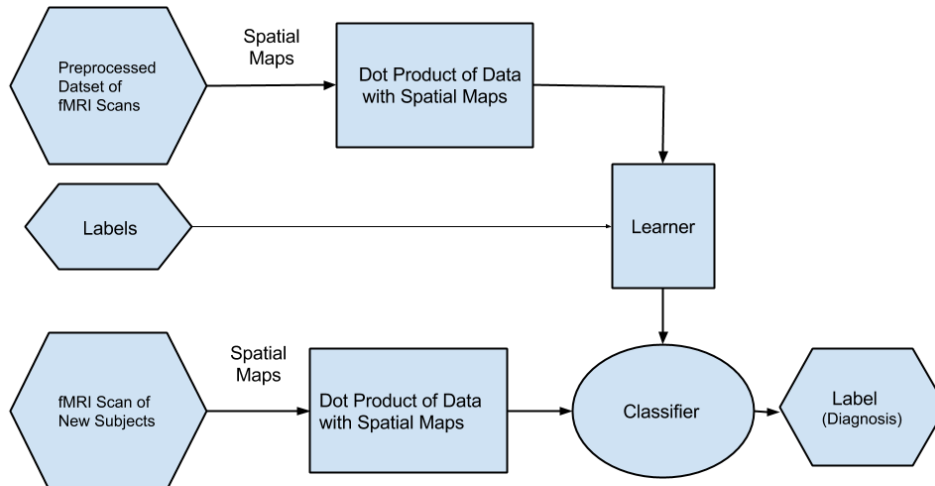 Preprocessed
Datset of
fMRI Scans
Spatial
Maps
Dot Product of Data
with Spatial Maps
Labels
Learner
fMRI Scan of
New Subjects
Spatial
Maps
Dot Product of Data
with Spatial Maps
Classifier
Label
(Diagnosis)